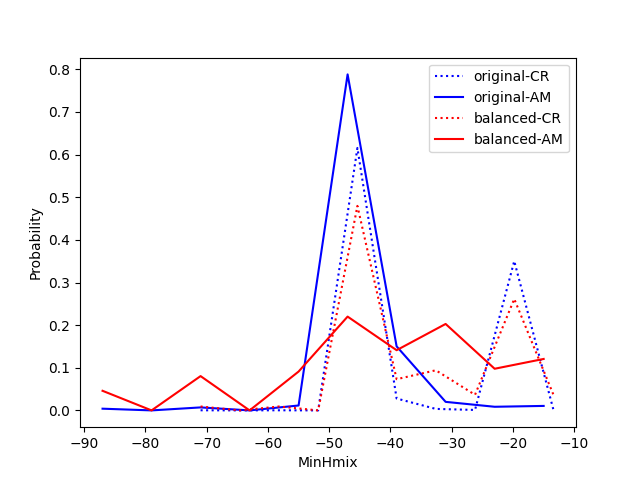 original-CR
original-AM
balanced-CR
balanced-AM
Probability
0.8
0.7
0.6
0.5
0.4
0.3
0.2
0.1
0.0
−90 −80 −70 −60 −50 −40 −30 −20 −10
MinHmix